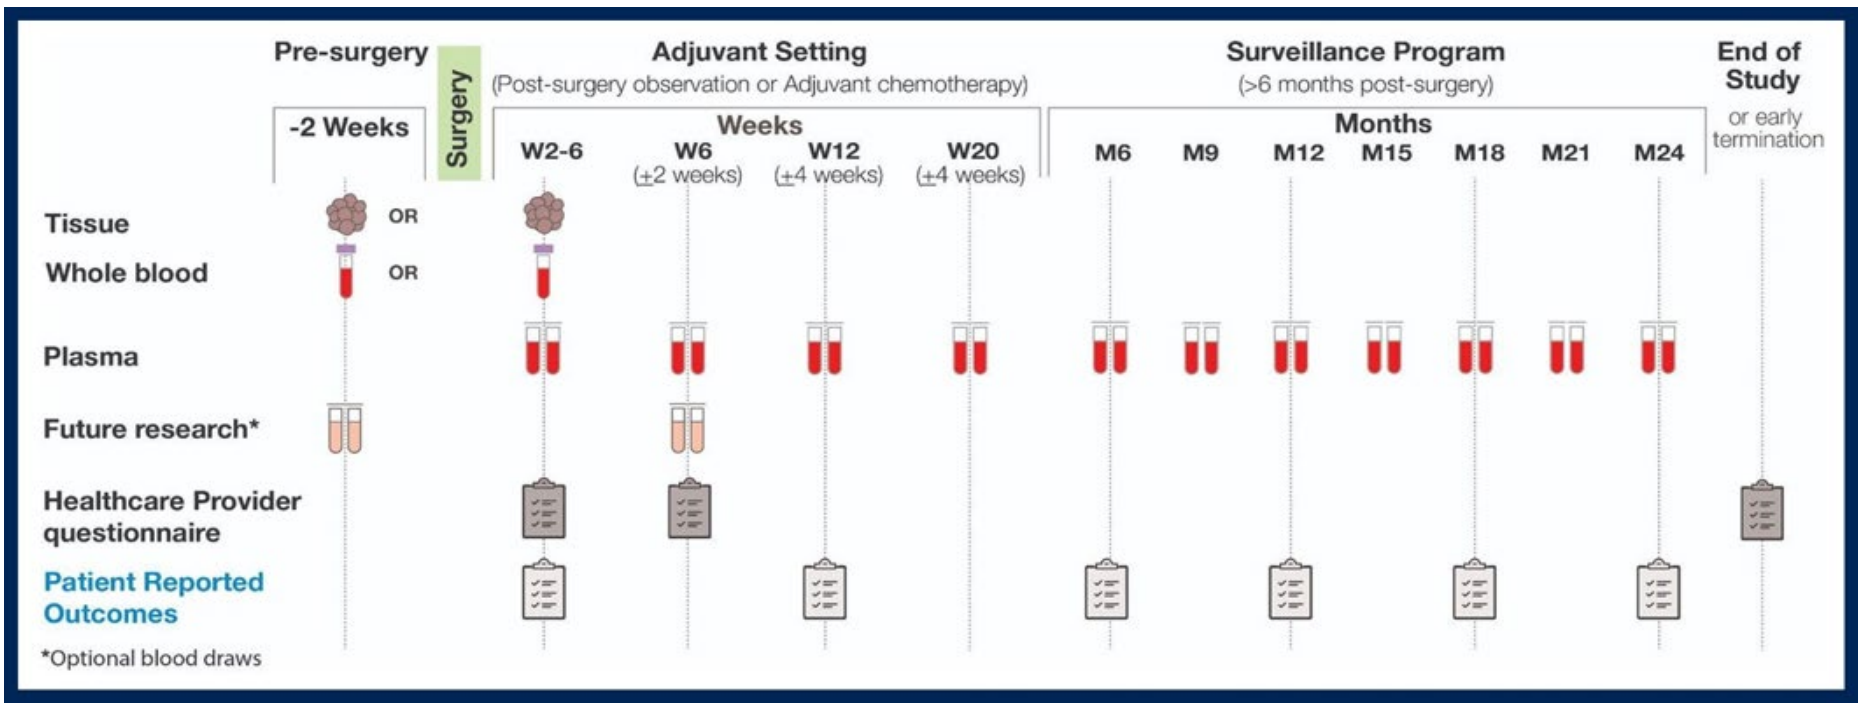 Pre-surgery
Surgery
Adjuvant Setting
(Post-surgery observation or Adjuvant chemotherapy)
Surveillance Program
(>6 months post-surgery)
End of
Study
or early
termination
-2 Weeks
Weeks
W2-6
W6
(±2 weeks)
W12
(±4 weeks)
W20
(±4 weeks)
Months
M6
M9
M12
M15
M18
M21
M24
Tissue
OR
Whole blood
OR
Plasma
Future research*
Healthcare Provider
questionnaire
Patient Reported
Outcomes
*Optional blood draws